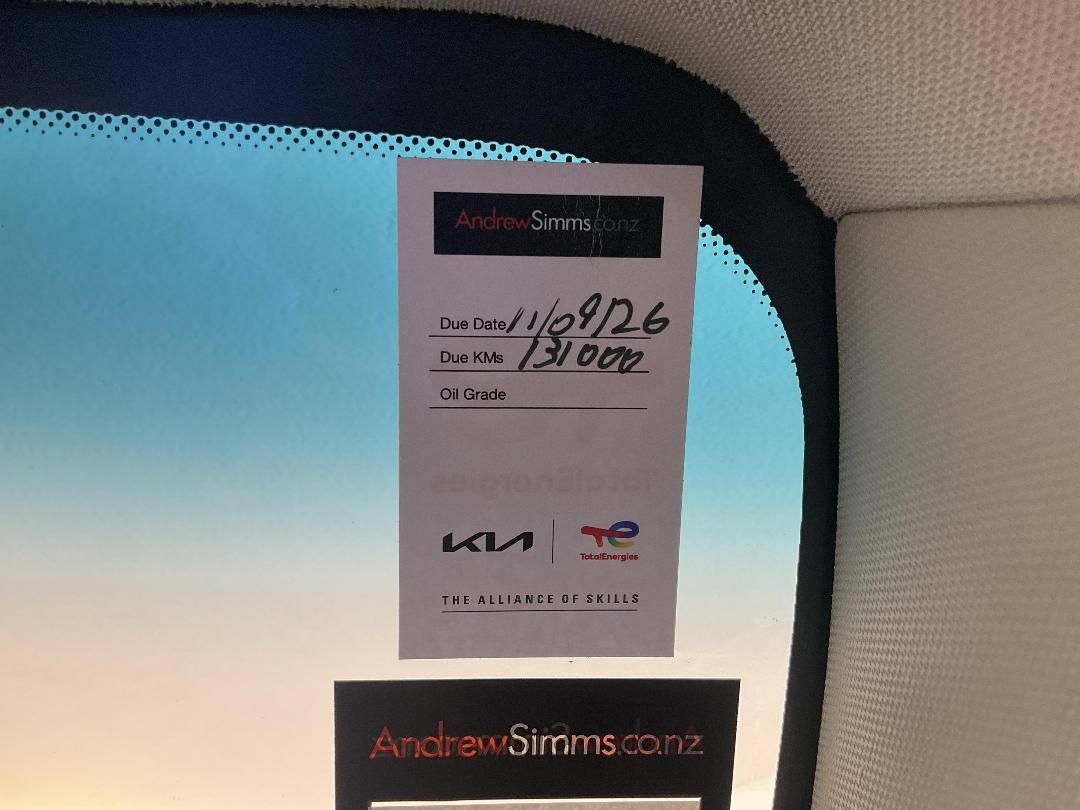 AndrewSimms.co.nz
Due Date 11/09/26
Due KMs 131000
Oil Grade
TotalEnergies
KIA
TotalEnergies
THE ALLIANCE OF SKILLS
AndrewSimms.co.nz